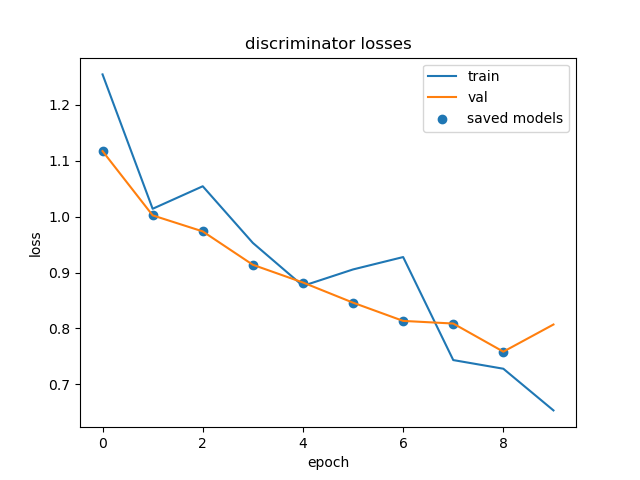 discriminator losses
train
val
saved models
1.2
1.1
1.0
0.9
0.8
0.7
loss
0 2 4 6 8
epoch